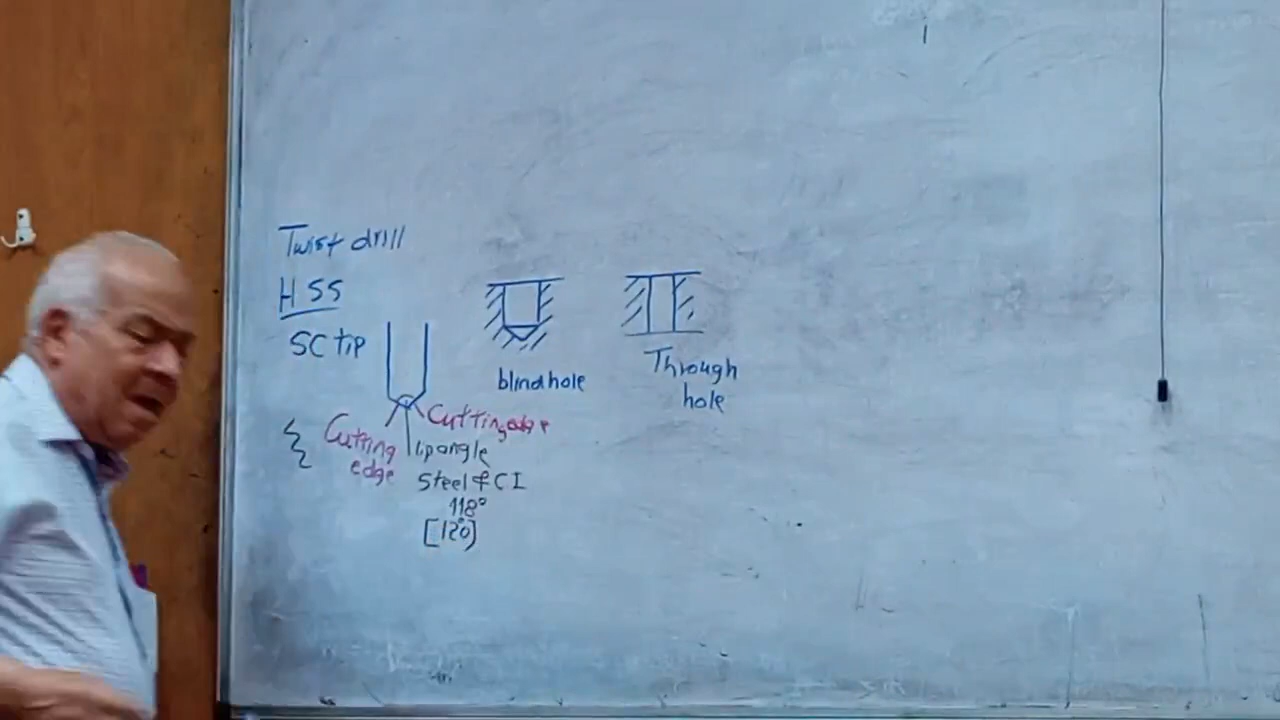 Twist drill
HSS
SC tip
blind hole
Through
hole
Cutting edge
Cutting
edge
lip angle
Steel & CI
118°
[120]